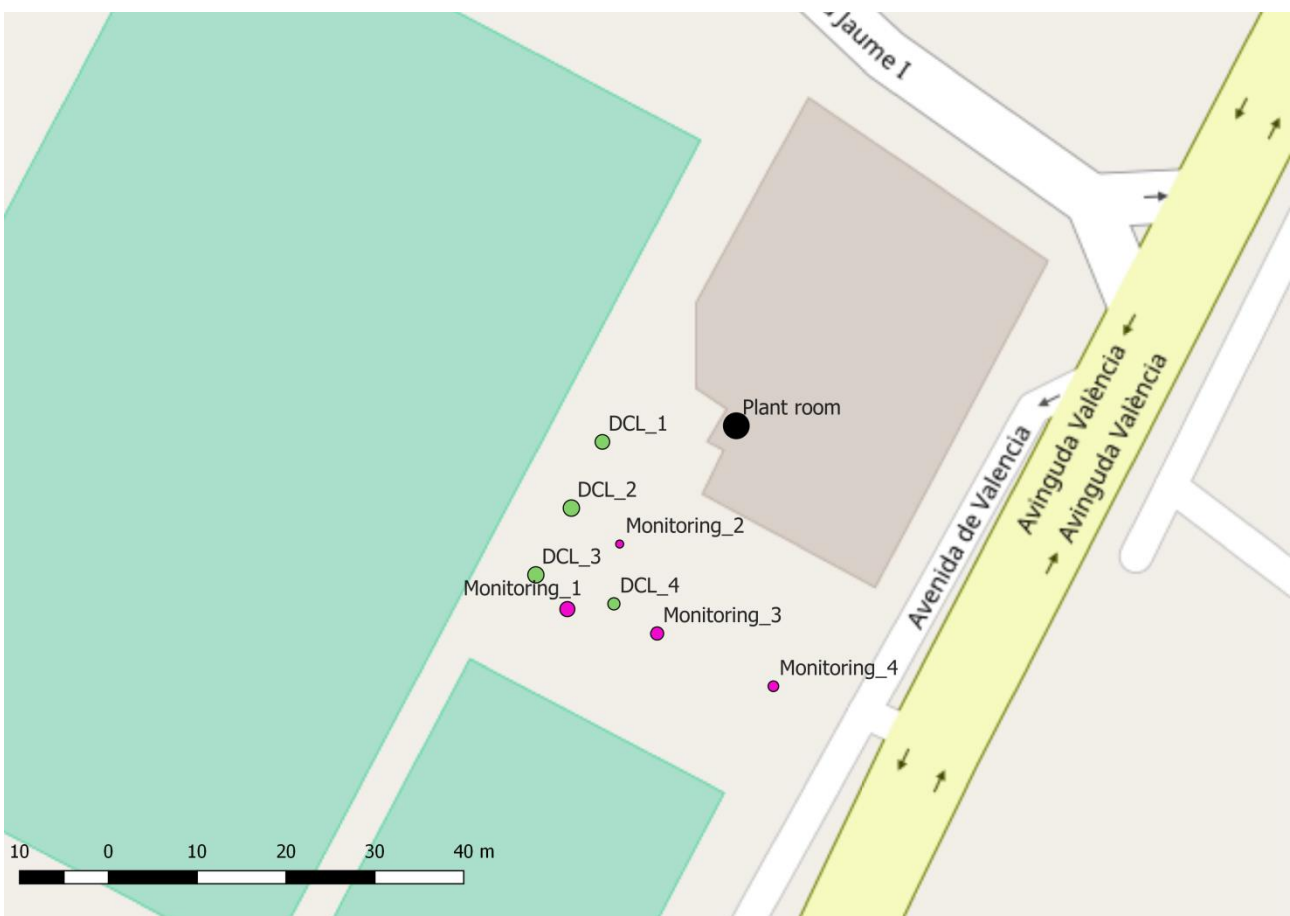 Jaume I
Plant room
DCL_1
DCL_2
Monitoring_2
DCL_3
Monitoring_1
DCL_4
Monitoring_3
Monitoring_4
Avinguda València
Avinguda València
Avenida de Valencia
10 0 10 20 30 40 m